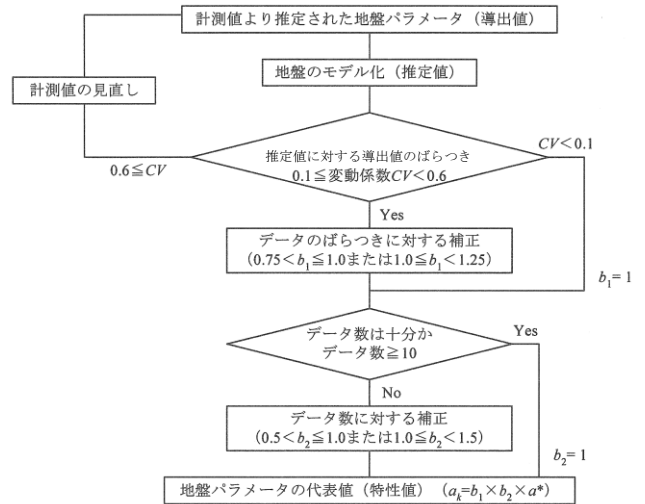 計測値より推定された地盤パラメータ（導出値）
地盤のモデル化（推定値）
計測値の見直し
CV＜0.1
推定値に対する導出値のばらつき
0.1≦変動係数CV＜0.6
0.6≦CV
Yes
データのばらつきに対する補正
（0.75＜b₁≦1.0または1.0≦b₁＜1.25）
b₁= 1
データ数は十分か
データ数≧10
Yes
No
データ数に対する補正
（0.5＜b₂≦1.0または1.0≦b₂＜1.5）
b₂= 1
地盤パラメータの代表値（特性値）（aₖ=b₁×b₂×a*）